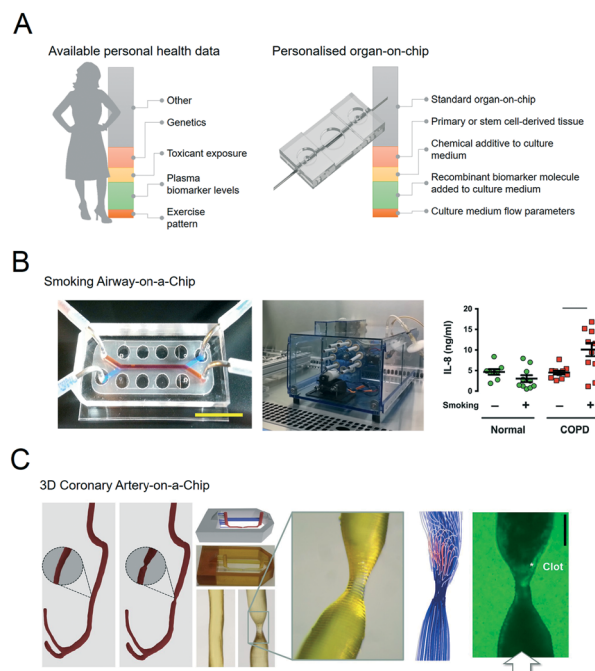 A
Available personal health data
Other
Genetics
Toxicant exposure
Plasma
biomarker levels
Exercise
pattern
Personalised organ-on-chip
Standard organ-on-chip
Primary or stem cell-derived tissue
Chemical additive to culture
medium
Recombinant biomarker molecule
added to culture medium
Culture medium flow parameters
B
Smoking Airway-on-a-Chip
IL-8 (ng/ml)
20
15
10
5
0
Smoking
− + − +
Normal COPD
C
3D Coronary Artery-on-a-Chip
Clot
*